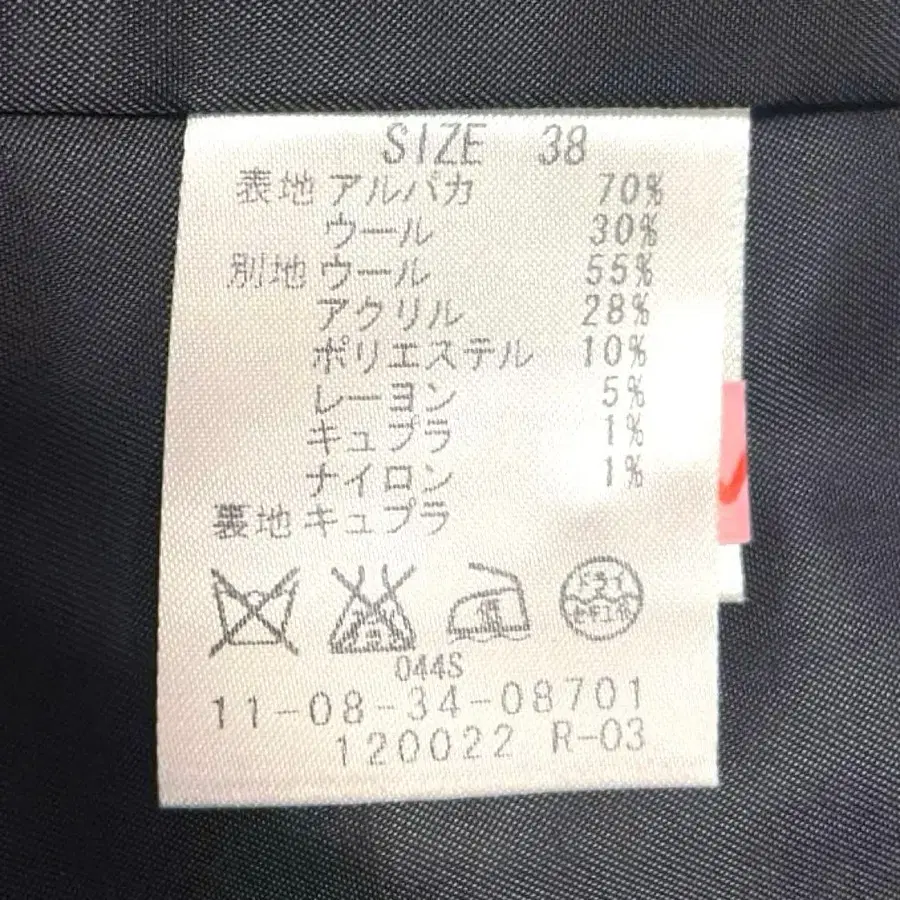 SIZE 38
表地 アルパカ 70%
ウール 30%
別地 ウール 55%
アクリル 28%
ポリエステル 10%
レーヨン 5%
キュプラ 1%
ナイロン 1%
裏地 キュプラ
ドライ
044S
11-08-34-08701
120022 R-03